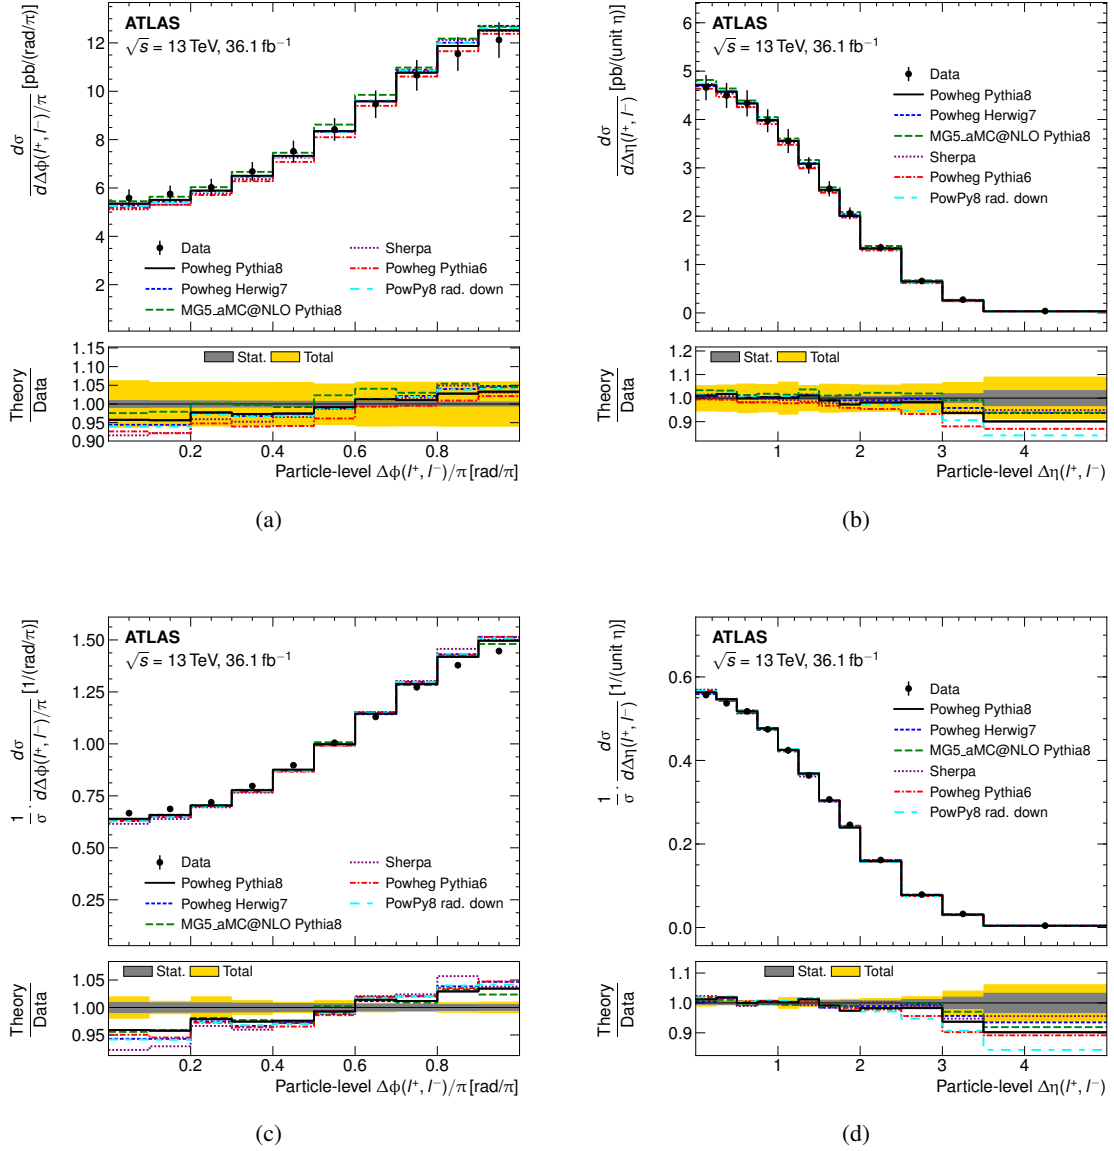 ATLAS
√s = 13 TeV, 36.1 fb⁻¹
dσ / dΔϕ(l⁺, l⁻)/π [pb/(rad/π)]
12
10
8
6
4
2
Data
Powheg Pythia8
Powheg Herwig7
MG5_aMC@NLO Pythia8
Sherpa
Powheg Pythia6
PowPy8 rad. down
Theory
Data
1.15
1.10
1.05
1.00
0.95
0.90
Stat.
Total
0.2 0.4 0.6 0.8
Particle-level Δϕ(l⁺, l⁻)/π [rad/π]
(a)
ATLAS
√s = 13 TeV, 36.1 fb⁻¹
dσ / dΔη(l⁺, l⁻) [pb/(unit η)]
6
5
4
3
2
1
0
Data
Powheg Pythia8
Powheg Herwig7
MG5_aMC@NLO Pythia8
Sherpa
Powheg Pythia6
PowPy8 rad. down
Theory
Data
1.2
1.1
1.0
0.9
Stat.
Total
1 2 3 4
Particle-level Δη(l⁺, l⁻)
(b)
ATLAS
√s = 13 TeV, 36.1 fb⁻¹
1/σ · dσ / dΔϕ(l⁺, l⁻)/π [1/(rad/π)]
1.50
1.25
1.00
0.75
0.50
0.25
Data
Powheg Pythia8
Powheg Herwig7
MG5_aMC@NLO Pythia8
Sherpa
Powheg Pythia6
PowPy8 rad. down
Theory
Data
1.05
1.00
0.95
Stat.
Total
0.2 0.4 0.6 0.8
Particle-level Δϕ(l⁺, l⁻)/π [rad/π]
(c)
ATLAS
√s = 13 TeV, 36.1 fb⁻¹
1/σ · dσ / dΔη(l⁺, l⁻) [1/(unit η)]
0.6
0.4
0.2
0.0
Data
Powheg Pythia8
Powheg Herwig7
MG5_aMC@NLO Pythia8
Sherpa
Powheg Pythia6
PowPy8 rad. down
Theory
Data
1.1
1.0
0.9
Stat.
Total
1 2 3 4
Particle-level Δη(l⁺, l⁻)
(d)